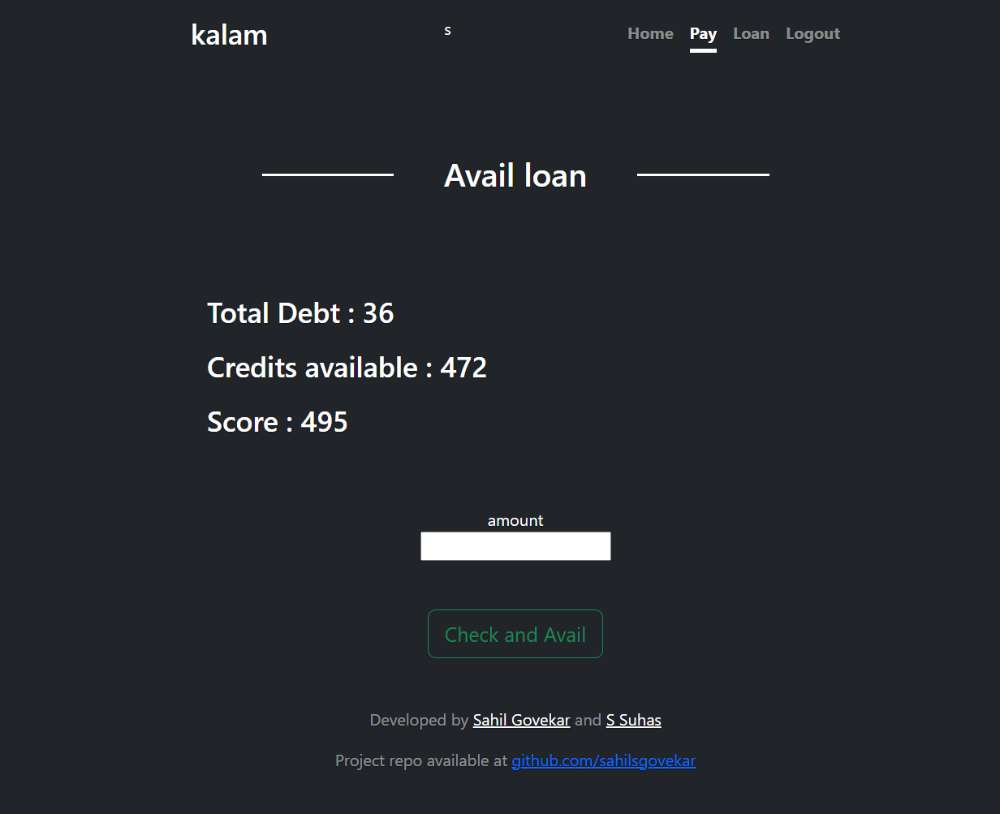 kalam s Home Pay Loan Logout
Avail loan
Total Debt : 36
Credits available : 472
Score : 495
amount
Check and Avail
Developed by Sahil Govekar and S Suhas
Project repo available at github.com/sahilsgovekar